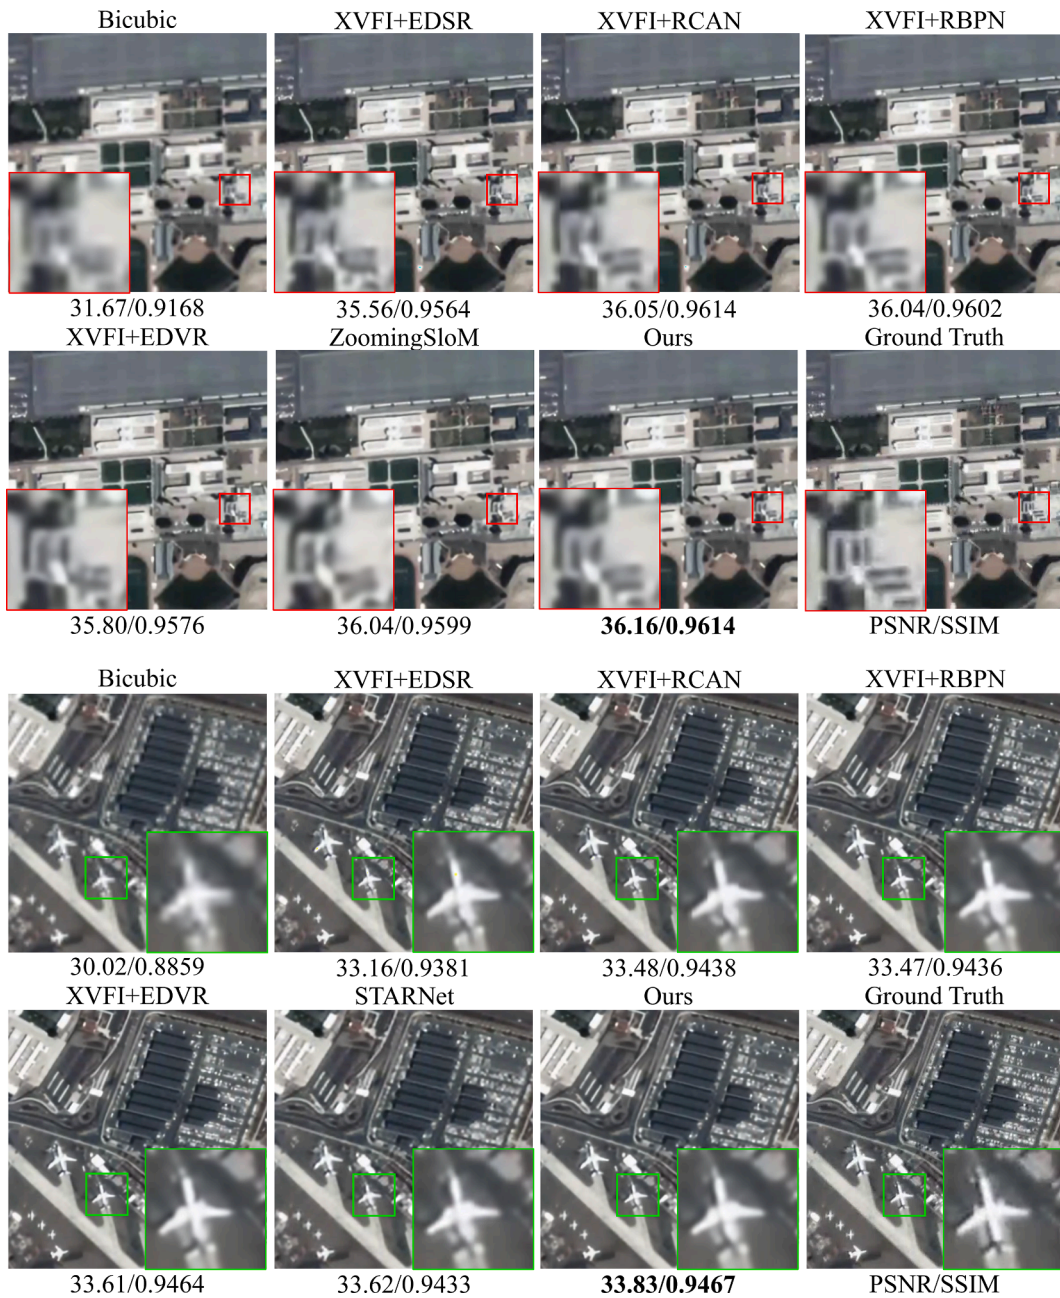 Bicubic XVFI+EDSR XVFI+RCAN XVFI+RBPN
31.67/0.9168 35.56/0.9564 36.05/0.9614 36.04/0.9602
XVFI+EDVR ZoomingSloM Ours Ground Truth
35.80/0.9576 36.04/0.9599 36.16/0.9614 PSNR/SSIM
Bicubic XVFI+EDSR XVFI+RCAN XVFI+RBPN
30.02/0.8859 33.16/0.9381 33.48/0.9438 33.47/0.9436
XVFI+EDVR STARNet Ours Ground Truth
33.61/0.9464 33.62/0.9433 33.83/0.9467 PSNR/SSIM